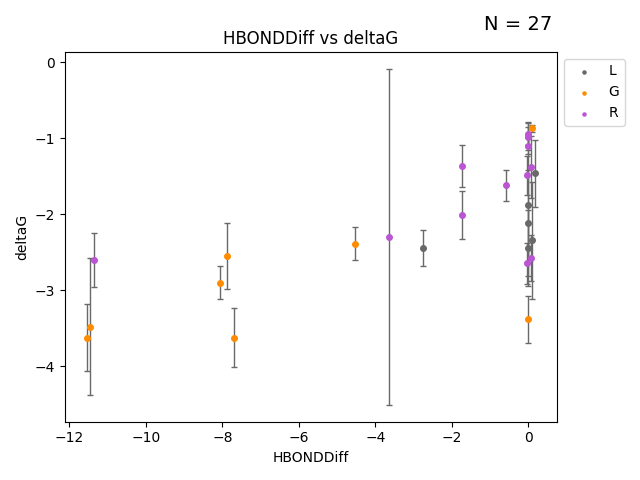 N = 27
HBONDDiff vs deltaG
L
G
R
0
−1
−2
−3
−4
deltaG
−12 −10 −8 −6 −4 −2 0
HBONDDiff